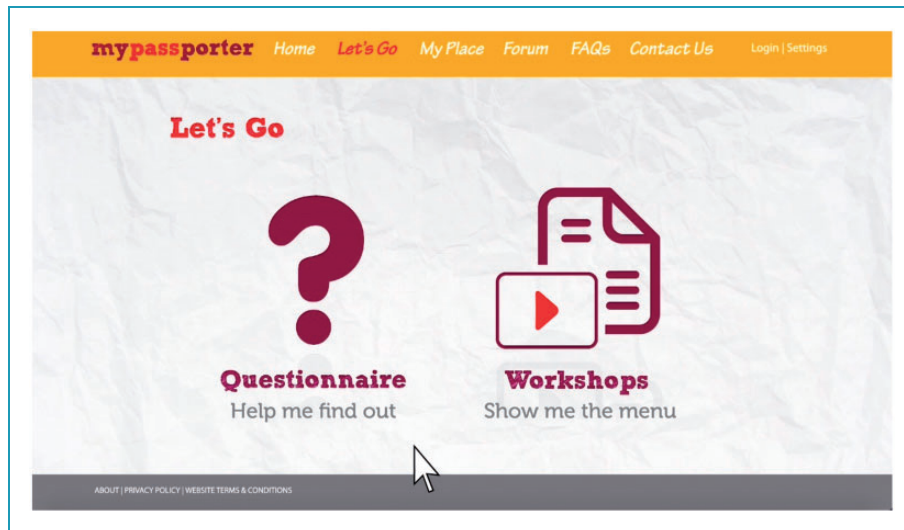 mypassporter Home Let's Go My Place Forum FAQs Contact Us Login | Settings
Let's Go
Questionnaire
Help me find out
Workshops
Show me the menu
ABOUT | PRIVACY POLICY | WEBSITE TERMS & CONDITIONS